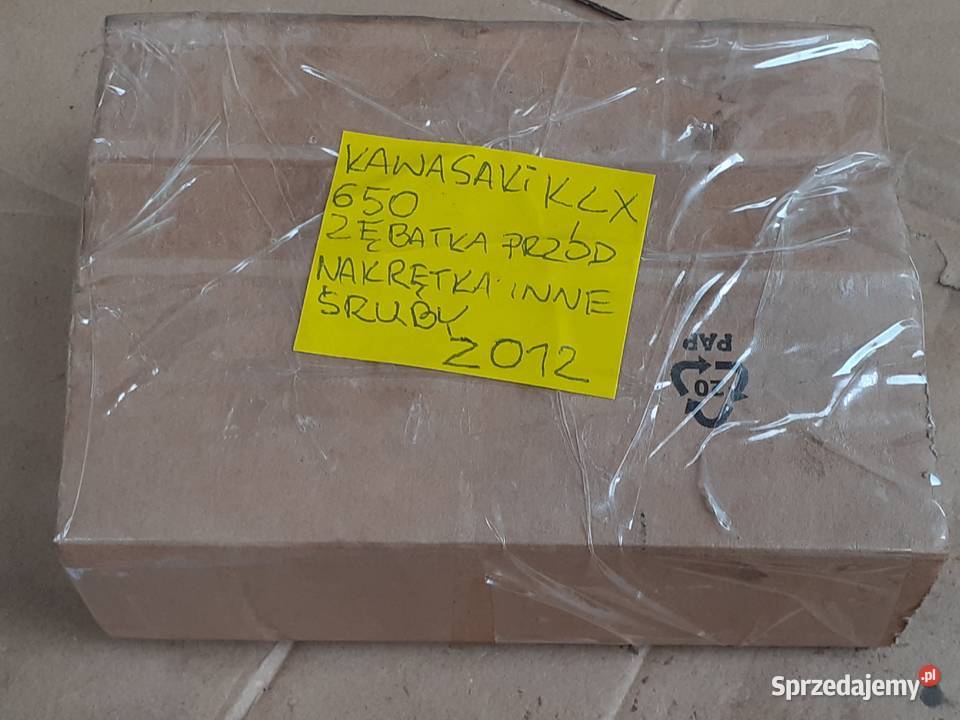 KAWASAKi KLX
650
ZĘBATKA PRZÓD
NAKRĘTKA INNE
ŚRUBY
2012
PAP
20
Sprzedajemy.pl